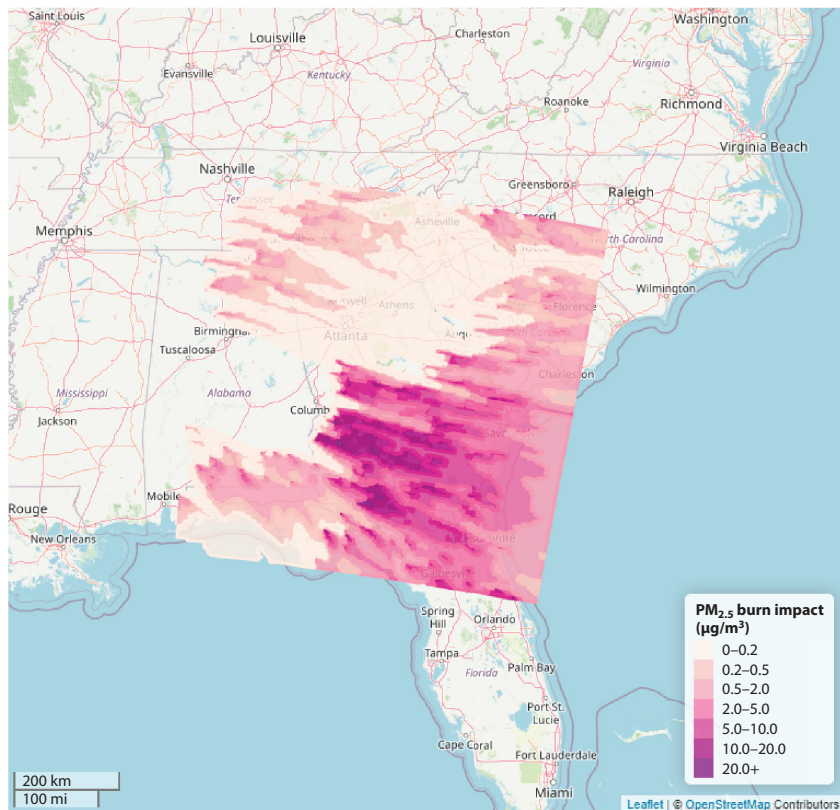 Saint Louis
Washington
Louisville
Charleston
Virginia
Evansville
Kentucky
Roanoke
Richmond
Virginia Beach
Nashville
Greensboro
Raleigh
Asheville
Memphis
rth Carolina
Wilmington
Athens
Florence
Birmingha
Atlanta
Tuscaloosa
Charleston
Mississippi
Alabama
Columb
Jackson
Mobile
Rouge
New Orleans
Spring
Hill
Orlando
Tampa
Palm Bay
Florida
Port St.
Lucie
Cape Coral
Fort Lauderdale
Miami
PM2.5 burn impact
(µg/m³)
0–0.2
0.2–0.5
0.5–2.0
2.0–5.0
5.0–10.0
10.0–20.0
20.0+
200 km
100 mi
Leaflet | © OpenStreetMap Contributors